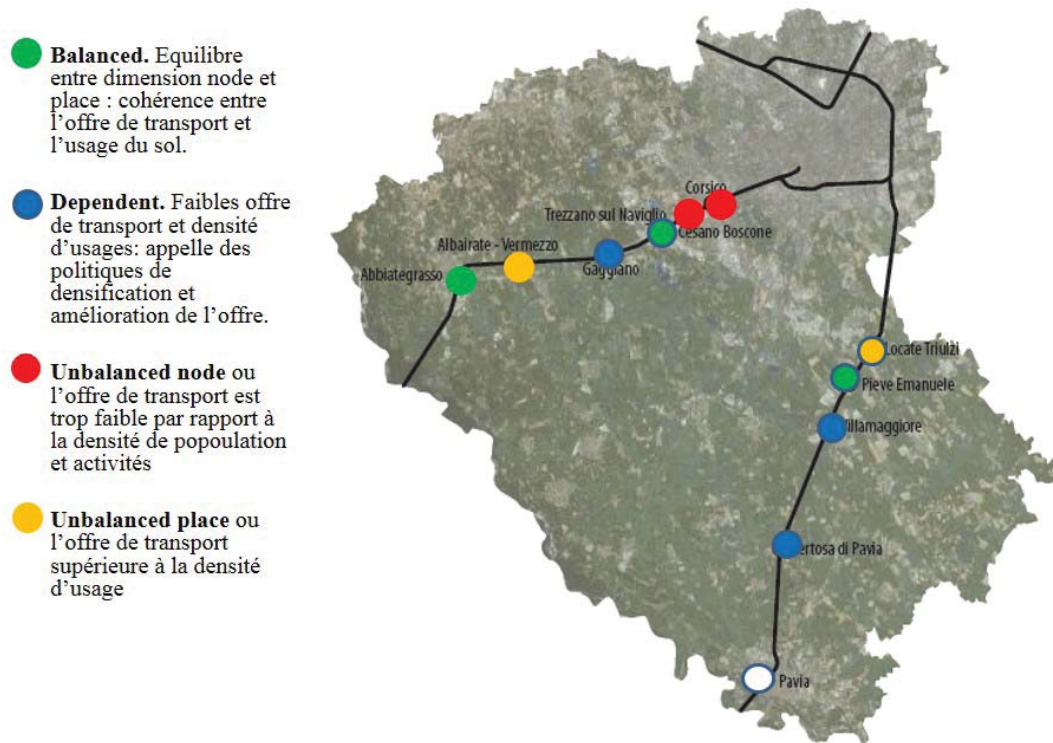 Balanced. Equilibre
entre dimension node et
place : cohérence entre
l'offre de transport et
l'usage du sol.
Dependent. Faibles offre
de transport et densité
d'usages: appelle des
politiques de
densification et
amélioration de l'offre.
Unbalanced node ou
l'offre de transport est
trop faible par rapport à
la densité de popoulation
et activités
Unbalanced place ou
l'offre de transport
supérieure à la densité
d'usage
Corsico
Trezzano sul Naviglio
Cesano Boscone
Albairate - Vermezzo
Gaggiano
Abbiategrasso
Locate Triulzi
Pieve Emanuele
illamaggiore
ertosa di Pavia
Pavia